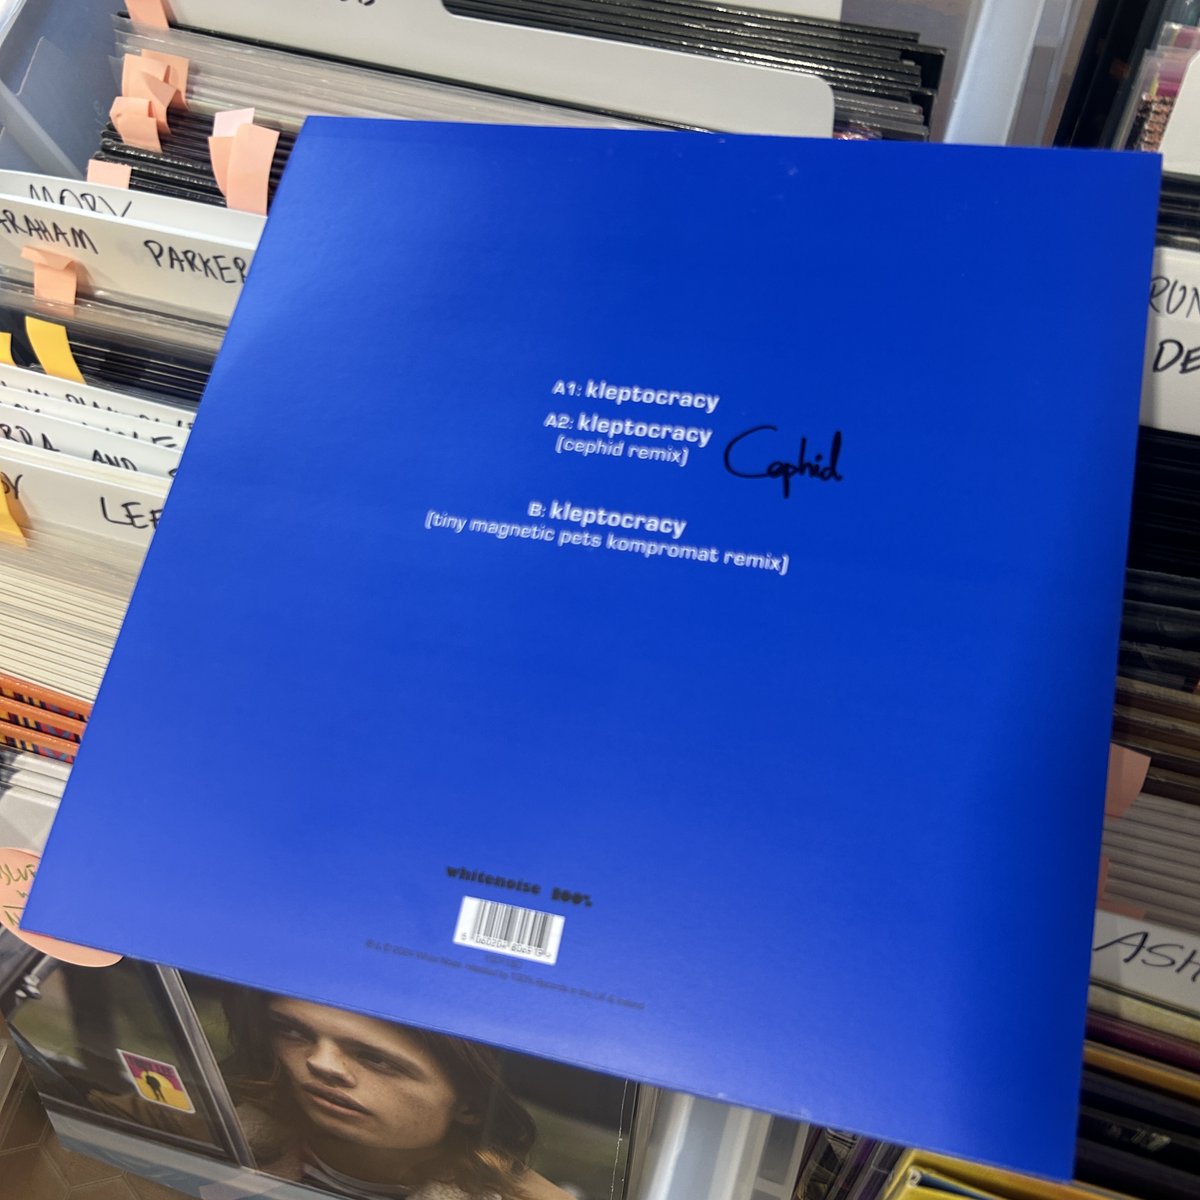 MOBY
GRAHAM PARKER
LEE
RUN
DE
ASH
A1: kleptocracy
A2: kleptocracy
(cephid remix)
Cephid
B: kleptocracy
(tiny magnetic pets kompromat remix)
whitenoise 100%